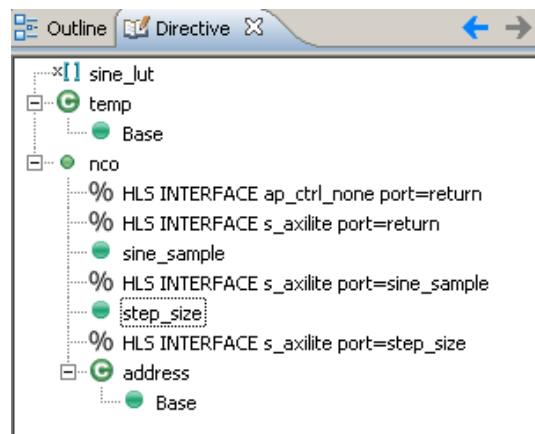 Outline Directive
sine_lut
temp
Base
nco
% HLS INTERFACE ap_ctrl_none port=return
% HLS INTERFACE s_axilite port=return
sine_sample
% HLS INTERFACE s_axilite port=sine_sample
step_size
% HLS INTERFACE s_axilite port=step_size
address
Base